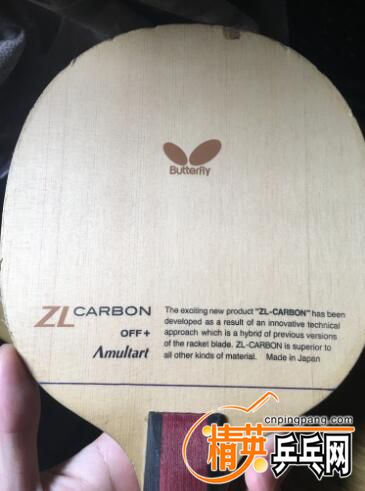 Butterfly
ZL CARBON
OFF+
Amultart
The exciting new product "ZL-CARBON" has been
developed as a result of an innovative technical
approach which is a hybrid of previous versions
of the racket blade. ZL-CARBON is superior to
all other kinds of material. Made in Japan
cnpingpang.com
精英乒乓网